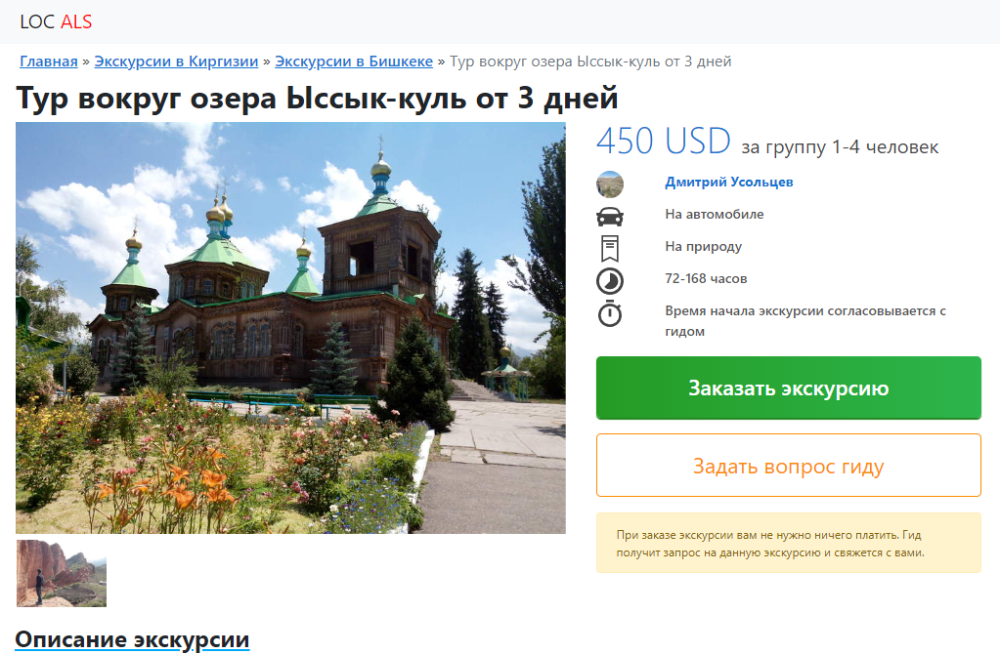 LOC ALS
Главная » Экскурсии в Киргизии » Экскурсии в Бишкеке » Тур вокруг озера Ыссык-куль от 3 дней
Тур вокруг озера Ыссык-куль от 3 дней
450 USD за группу 1-4 человек
Дмитрий Усольцев
На автомобиле
На природу
72-168 часов
Время начала экскурсии согласовывается с
гидом
Заказать экскурсию
Задать вопрос гиду
При заказе экскурсии вам не нужно ничего платить. Гид
получит запрос на данную экскурсию и свяжется с вами.
Описание экскурсии